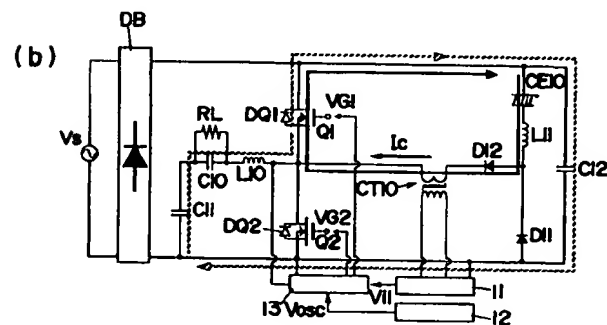 (b)
DB
Vs
RL
C10
L10
C11
DQ1
VG1
Q1
Ic
D12
CT10
CE10
L11
C12
D11
DQ2
VG2
Q2
13
Vosc
V11
11
12